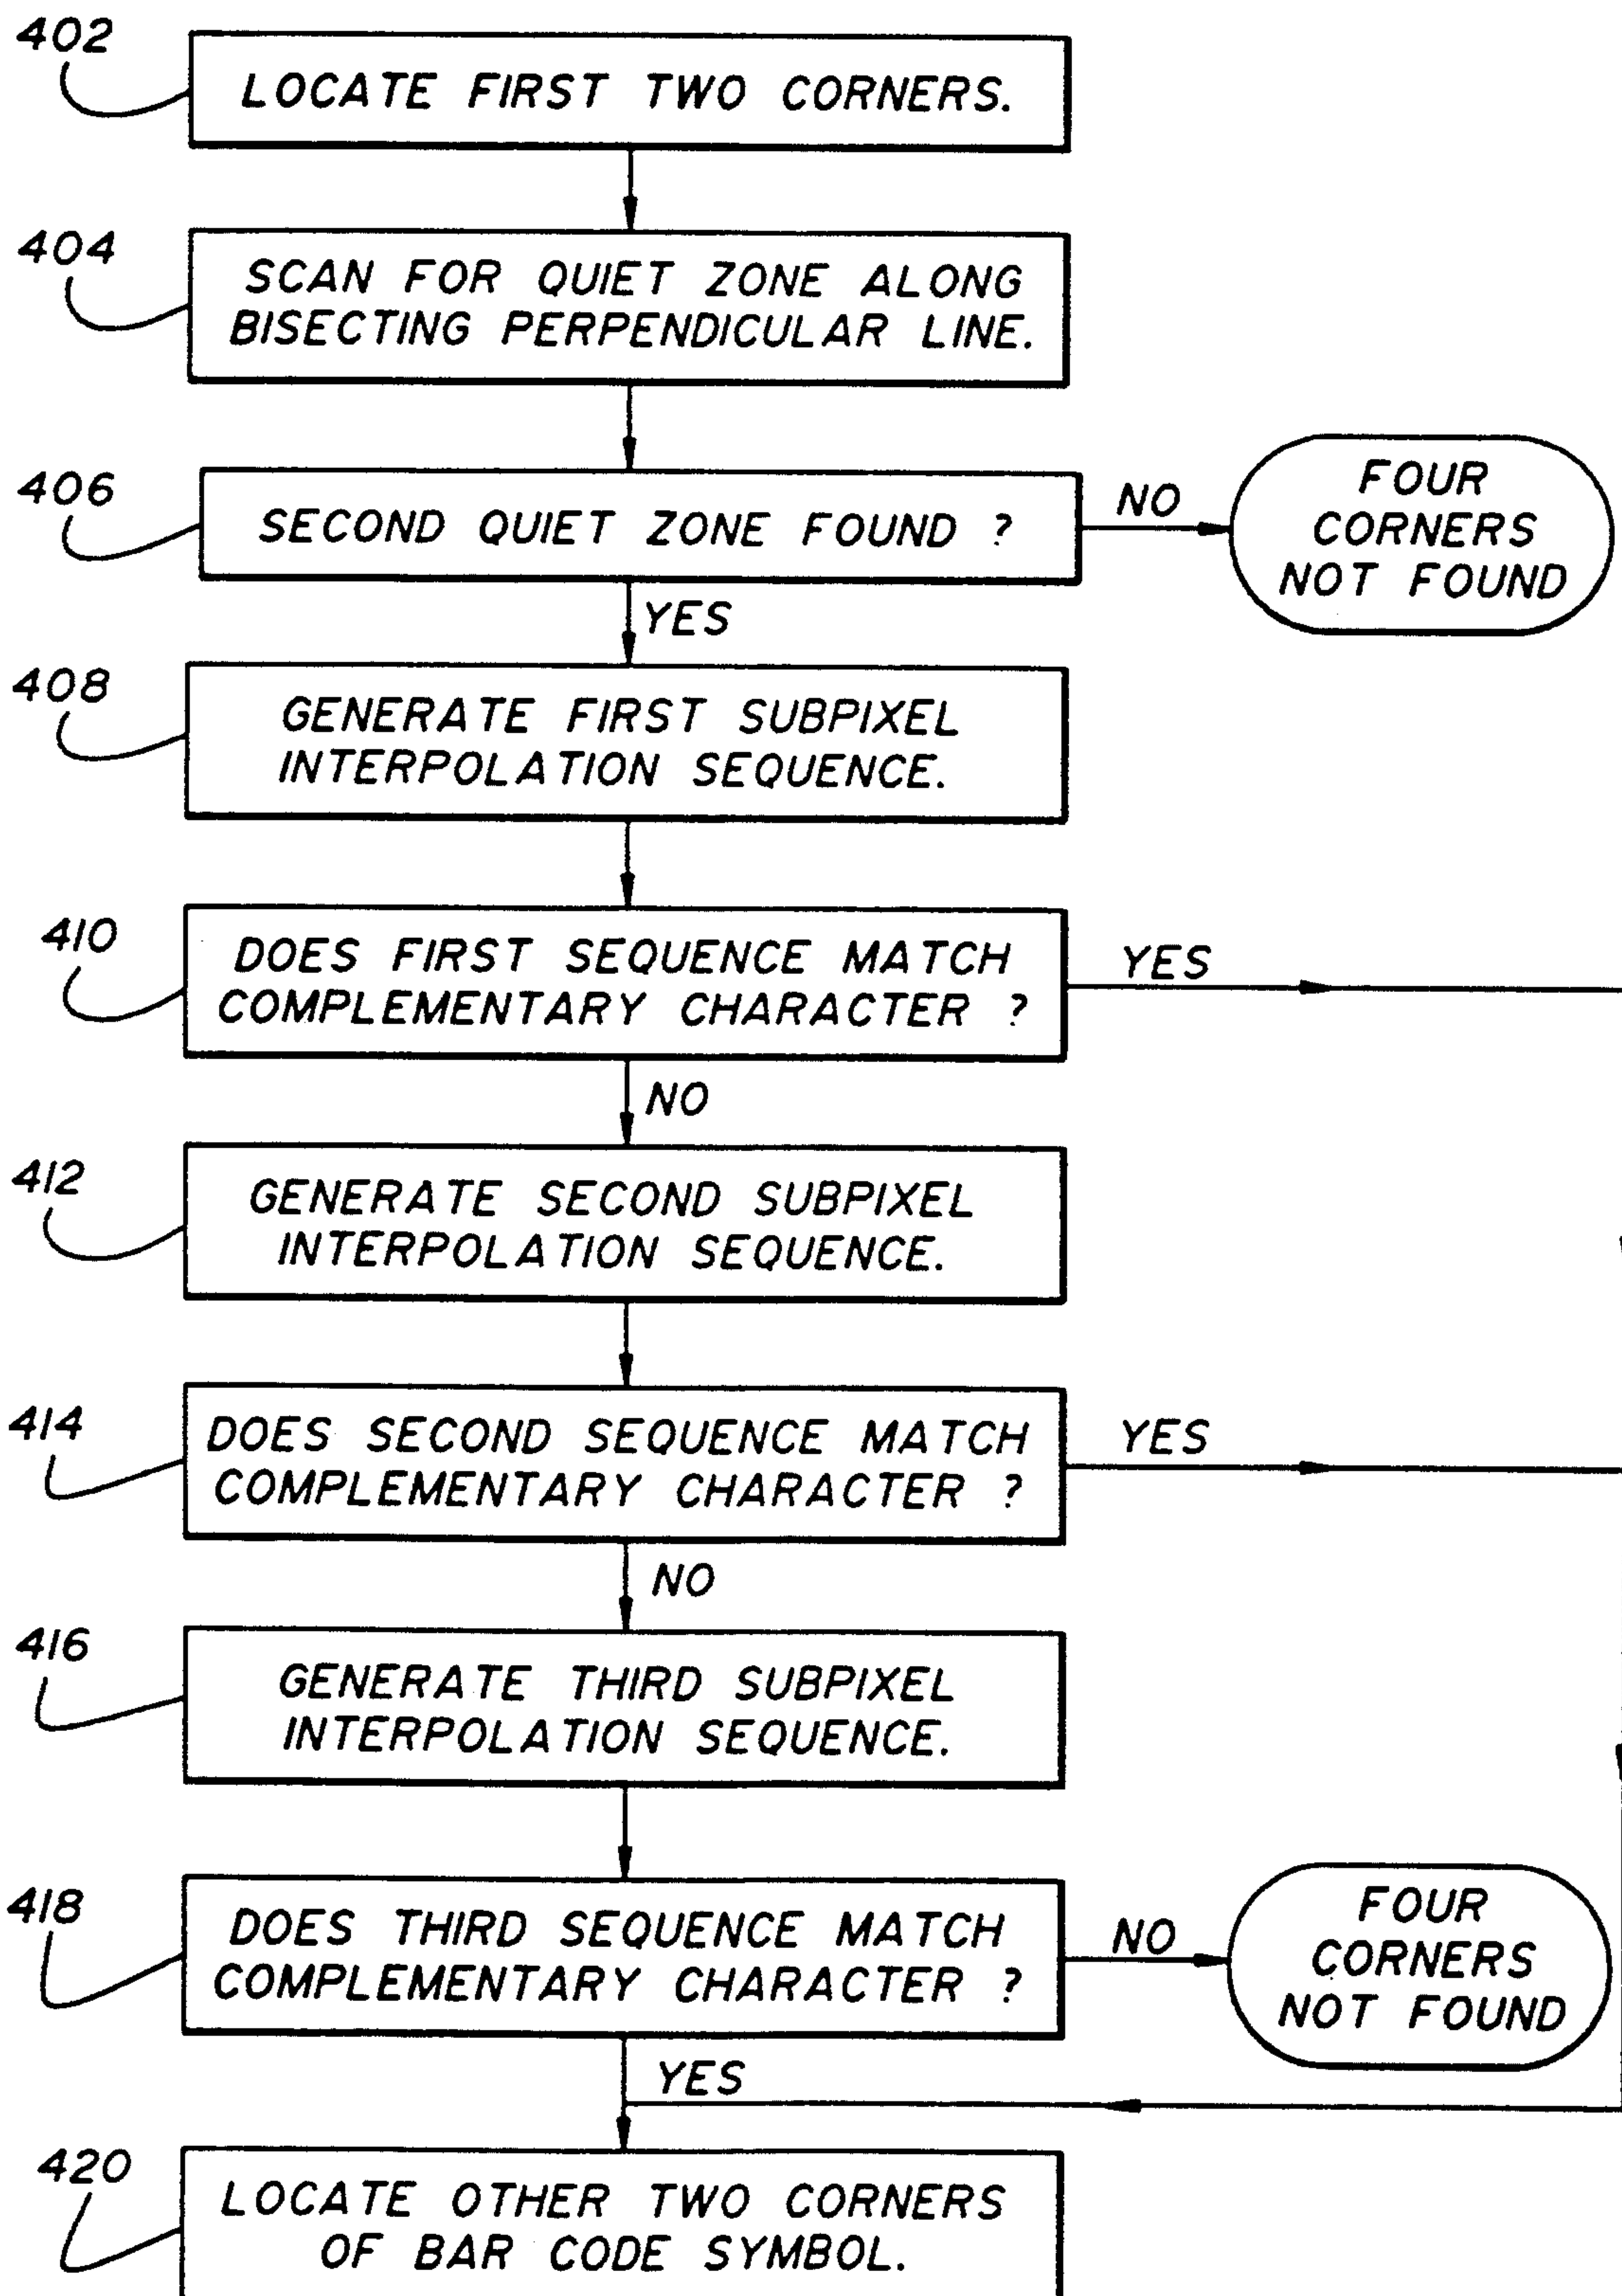 402
LOCATE FIRST TWO CORNERS.
404
SCAN FOR QUIET ZONE ALONG
BISECTING PERPENDICULAR LINE.
406
SECOND QUIET ZONE FOUND ?
NO
FOUR
CORNERS
NOT FOUND
YES
408
GENERATE FIRST SUBPIXEL
INTERPOLATION SEQUENCE.
410
DOES FIRST SEQUENCE MATCH
COMPLEMENTARY CHARACTER ?
YES
NO
412
GENERATE SECOND SUBPIXEL
INTERPOLATION SEQUENCE.
414
DOES SECOND SEQUENCE MATCH
COMPLEMENTARY CHARACTER ?
YES
NO
416
GENERATE THIRD SUBPIXEL
INTERPOLATION SEQUENCE.
418
DOES THIRD SEQUENCE MATCH
COMPLEMENTARY CHARACTER ?
NO
FOUR
CORNERS
NOT FOUND
YES
420
LOCATE OTHER TWO CORNERS
OF BAR CODE SYMBOL.